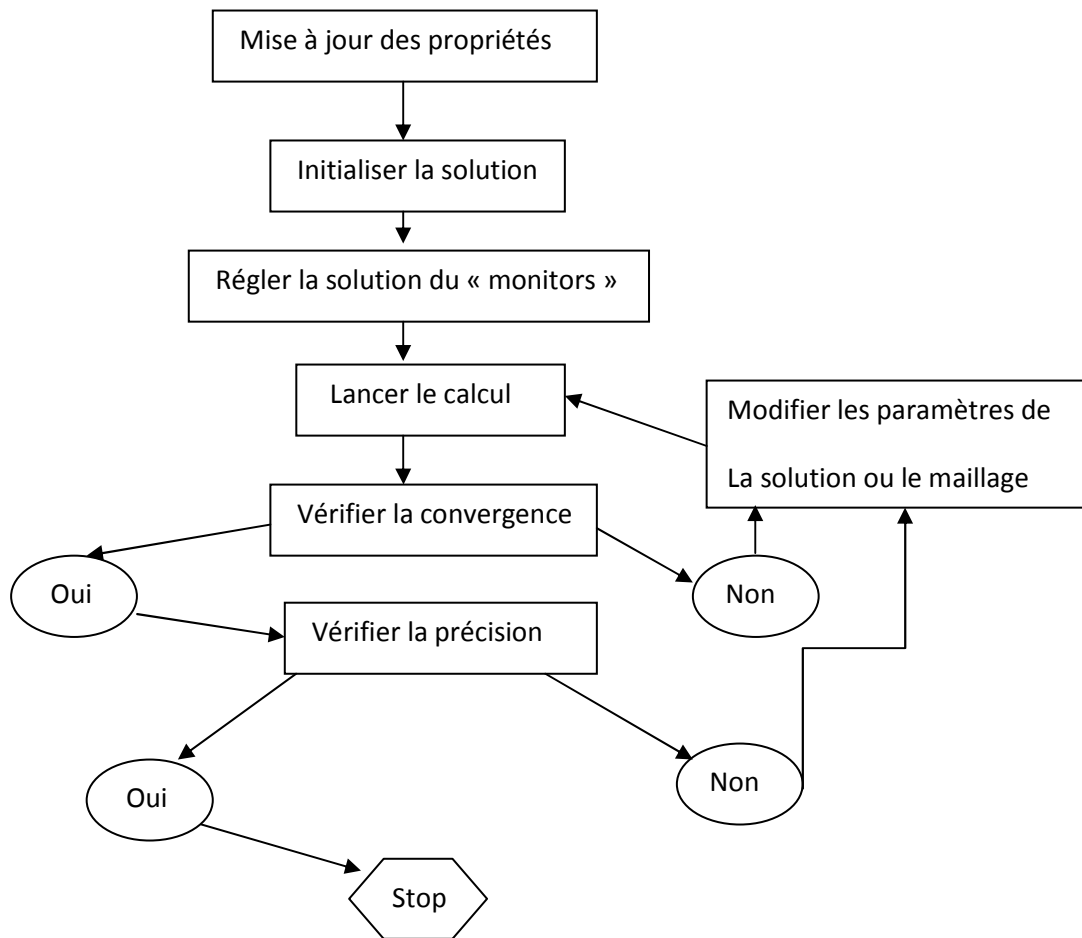 Mise à jour des propriétés
Initialiser la solution
Régler la solution du « monitors »
Lancer le calcul
Modifier les paramètres de
La solution ou le maillage
Vérifier la convergence
Oui
Non
Vérifier la précision
Oui
Non
Stop